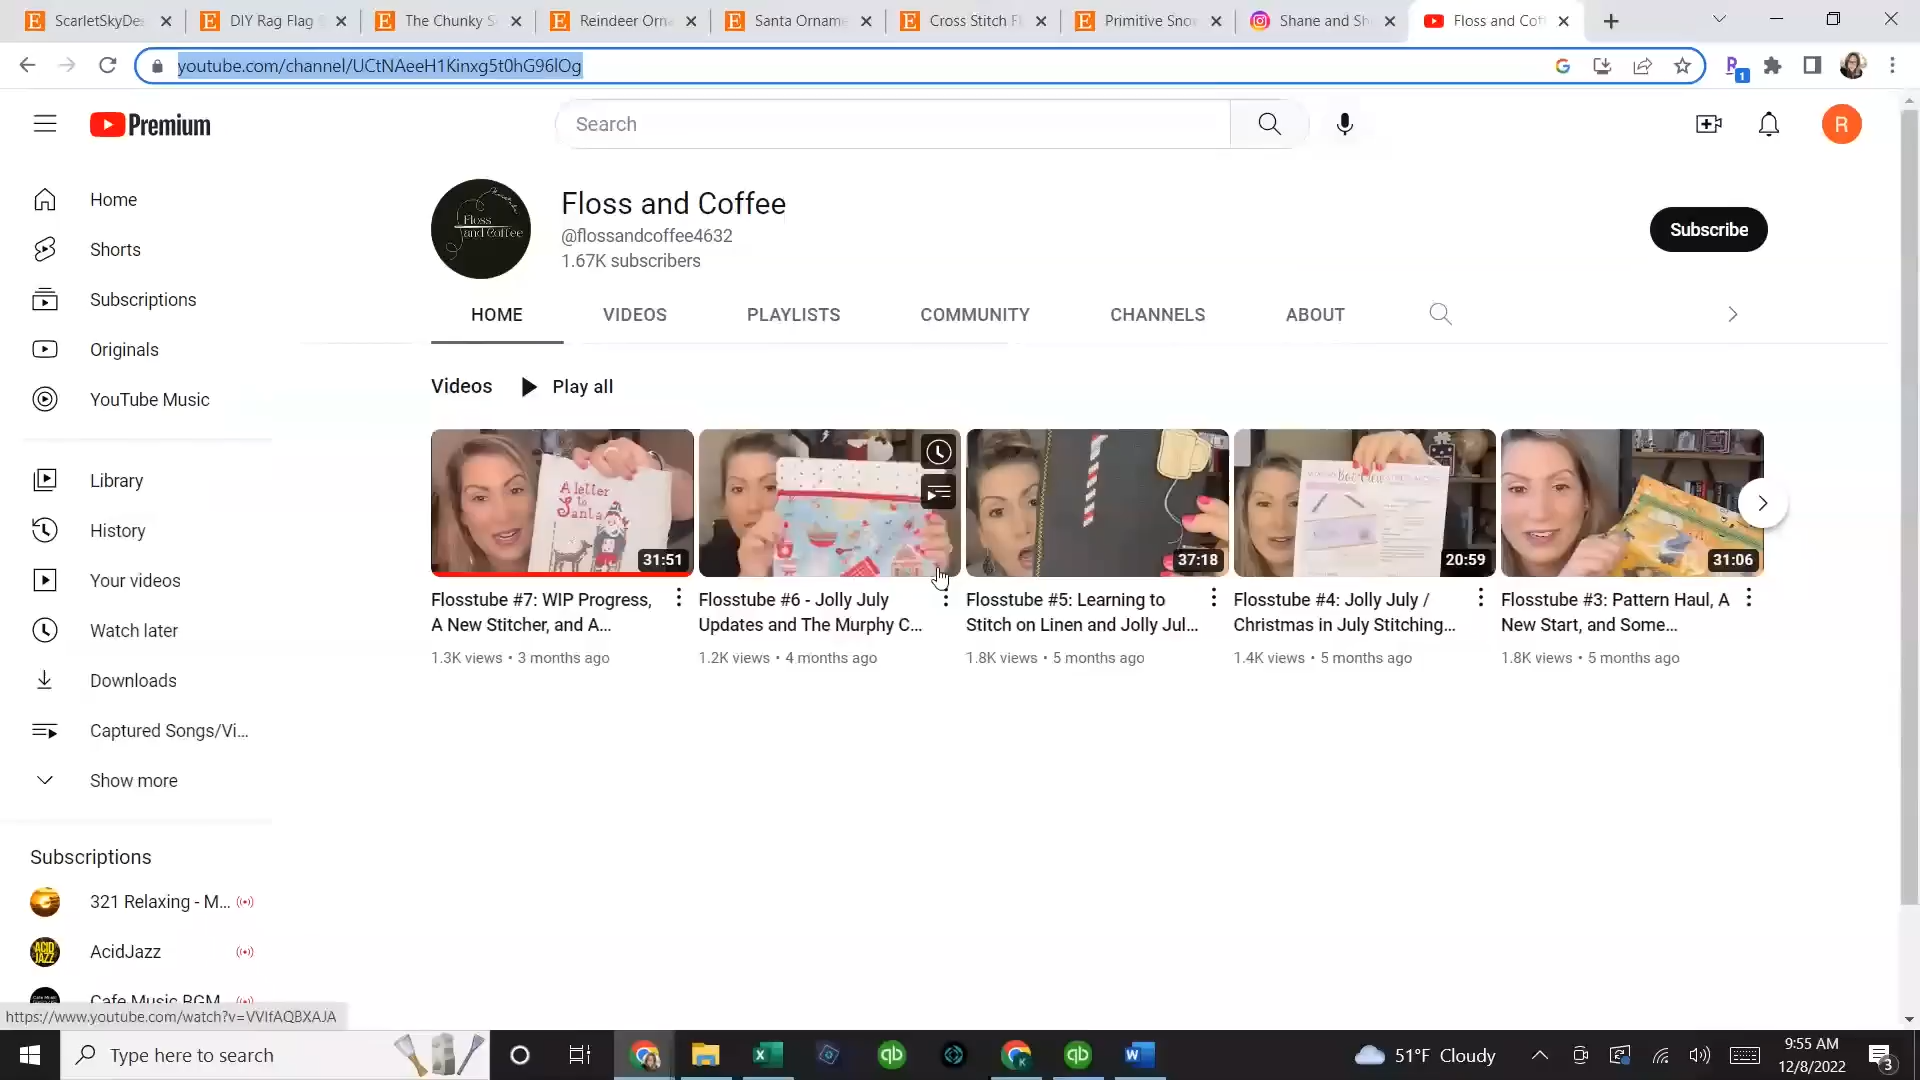 ScarletSkyDe
DIY Rag Flag
The Chunky S
Reindeer Orna
Santa Orname
Cross Stitch F
Primitive Snow
Shane and Sh
Floss and Coff
youtube.com/channel/UCtNAeeH1Kinxg5t0hG96lOg
1
Premium
Search
R
Home
Shorts
Subscriptions
Originals
YouTube Music
Library
History
Your videos
Watch later
Downloads
Captured Songs/Vi...
Show more
Subscriptions
321 Relaxing - M...
AcidJazz
Cafe Music BGM
Floss
and Coffee
Floss and Coffee
@flossandcoffee4632
1.67K subscribers
Subscribe
HOME
VIDEOS
PLAYLISTS
COMMUNITY
CHANNELS
ABOUT
Videos
Play all
A letter
to
Santa
31:51
37:18
20:59
31:06
Flosstube #7: WIP Progress,
A New Stitcher, and A...
1.3K views • 3 months ago
Flosstube #6 - Jolly July
Updates and The Murphy C...
1.2K views • 4 months ago
Flosstube #5: Learning to
Stitch on Linen and Jolly Jul...
1.8K views • 5 months ago
Flosstube #4: Jolly July /
Christmas in July Stitching...
1.4K views • 5 months ago
Flosstube #3: Pattern Haul, A
New Start, and Some...
1.8K views • 5 months ago
https://www.youtube.com/watch?v=VVIfAQBXAJA
Type here to search
51°F Cloudy
9:55 AM
12/8/2022
3